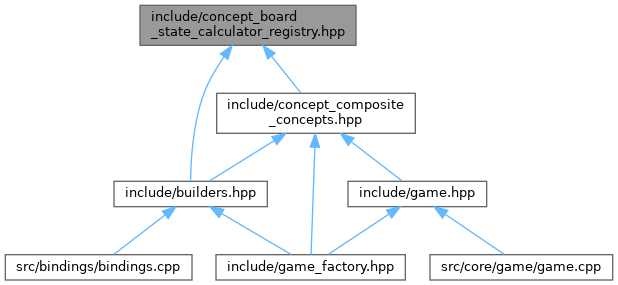 include/concept_board
_state_calculator_registry.hpp
include/concept_composite
_concepts.hpp
include/builders.hpp
include/game.hpp
src/bindings/bindings.cpp
include/game_factory.hpp
src/core/game/game.cpp